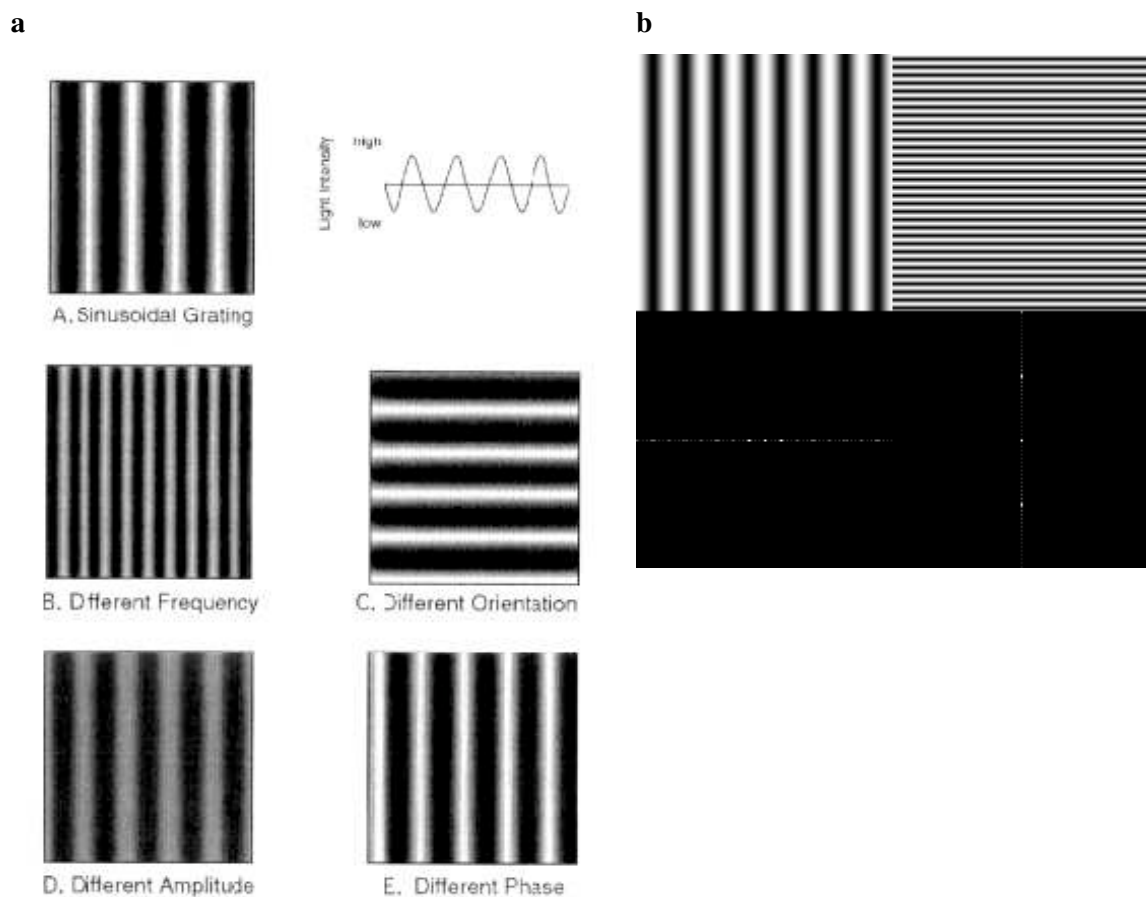 a
b
high
Light Intensity
low
A. Sinusoidal Grating
B. Different Frequency
C. Different Orientation
D. Different Amplitude
E. Different Phase